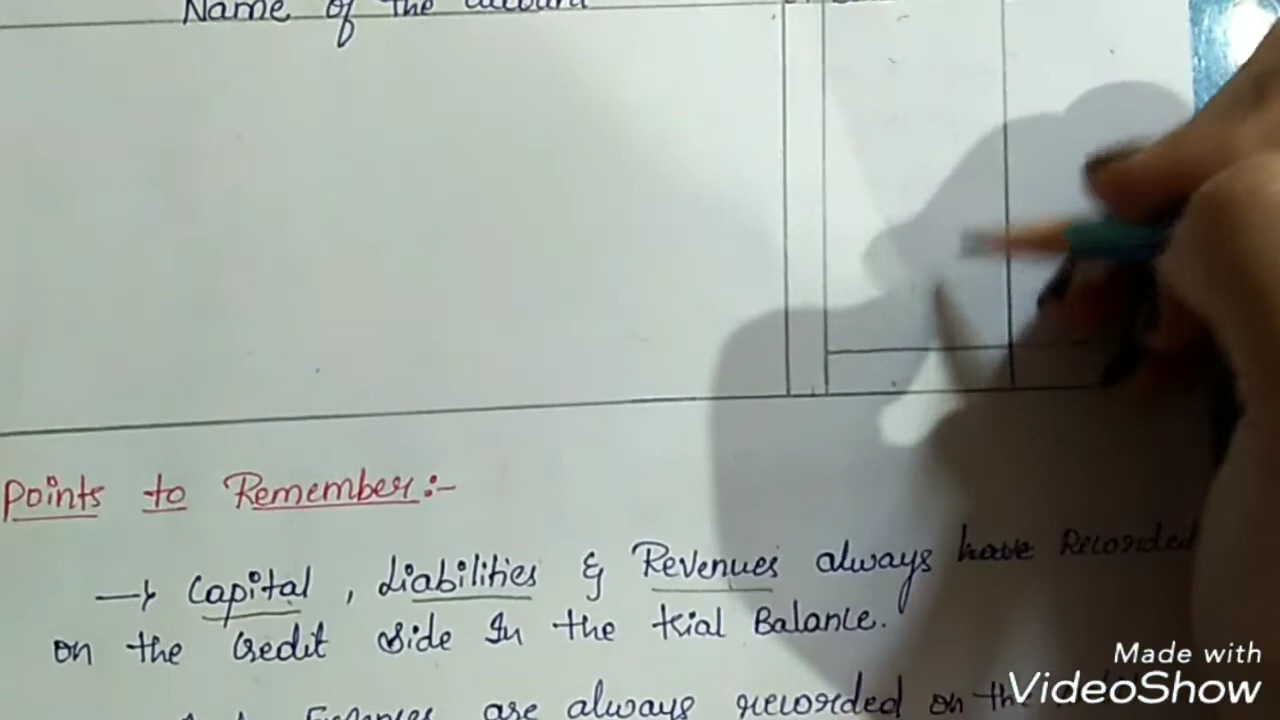 Name of the account
Points to Remember:-
→ Capital, Liabilities & Revenues always have Recorded
on the credit side In the trial Balance.
are always recorded on the
Made with
VideoShow